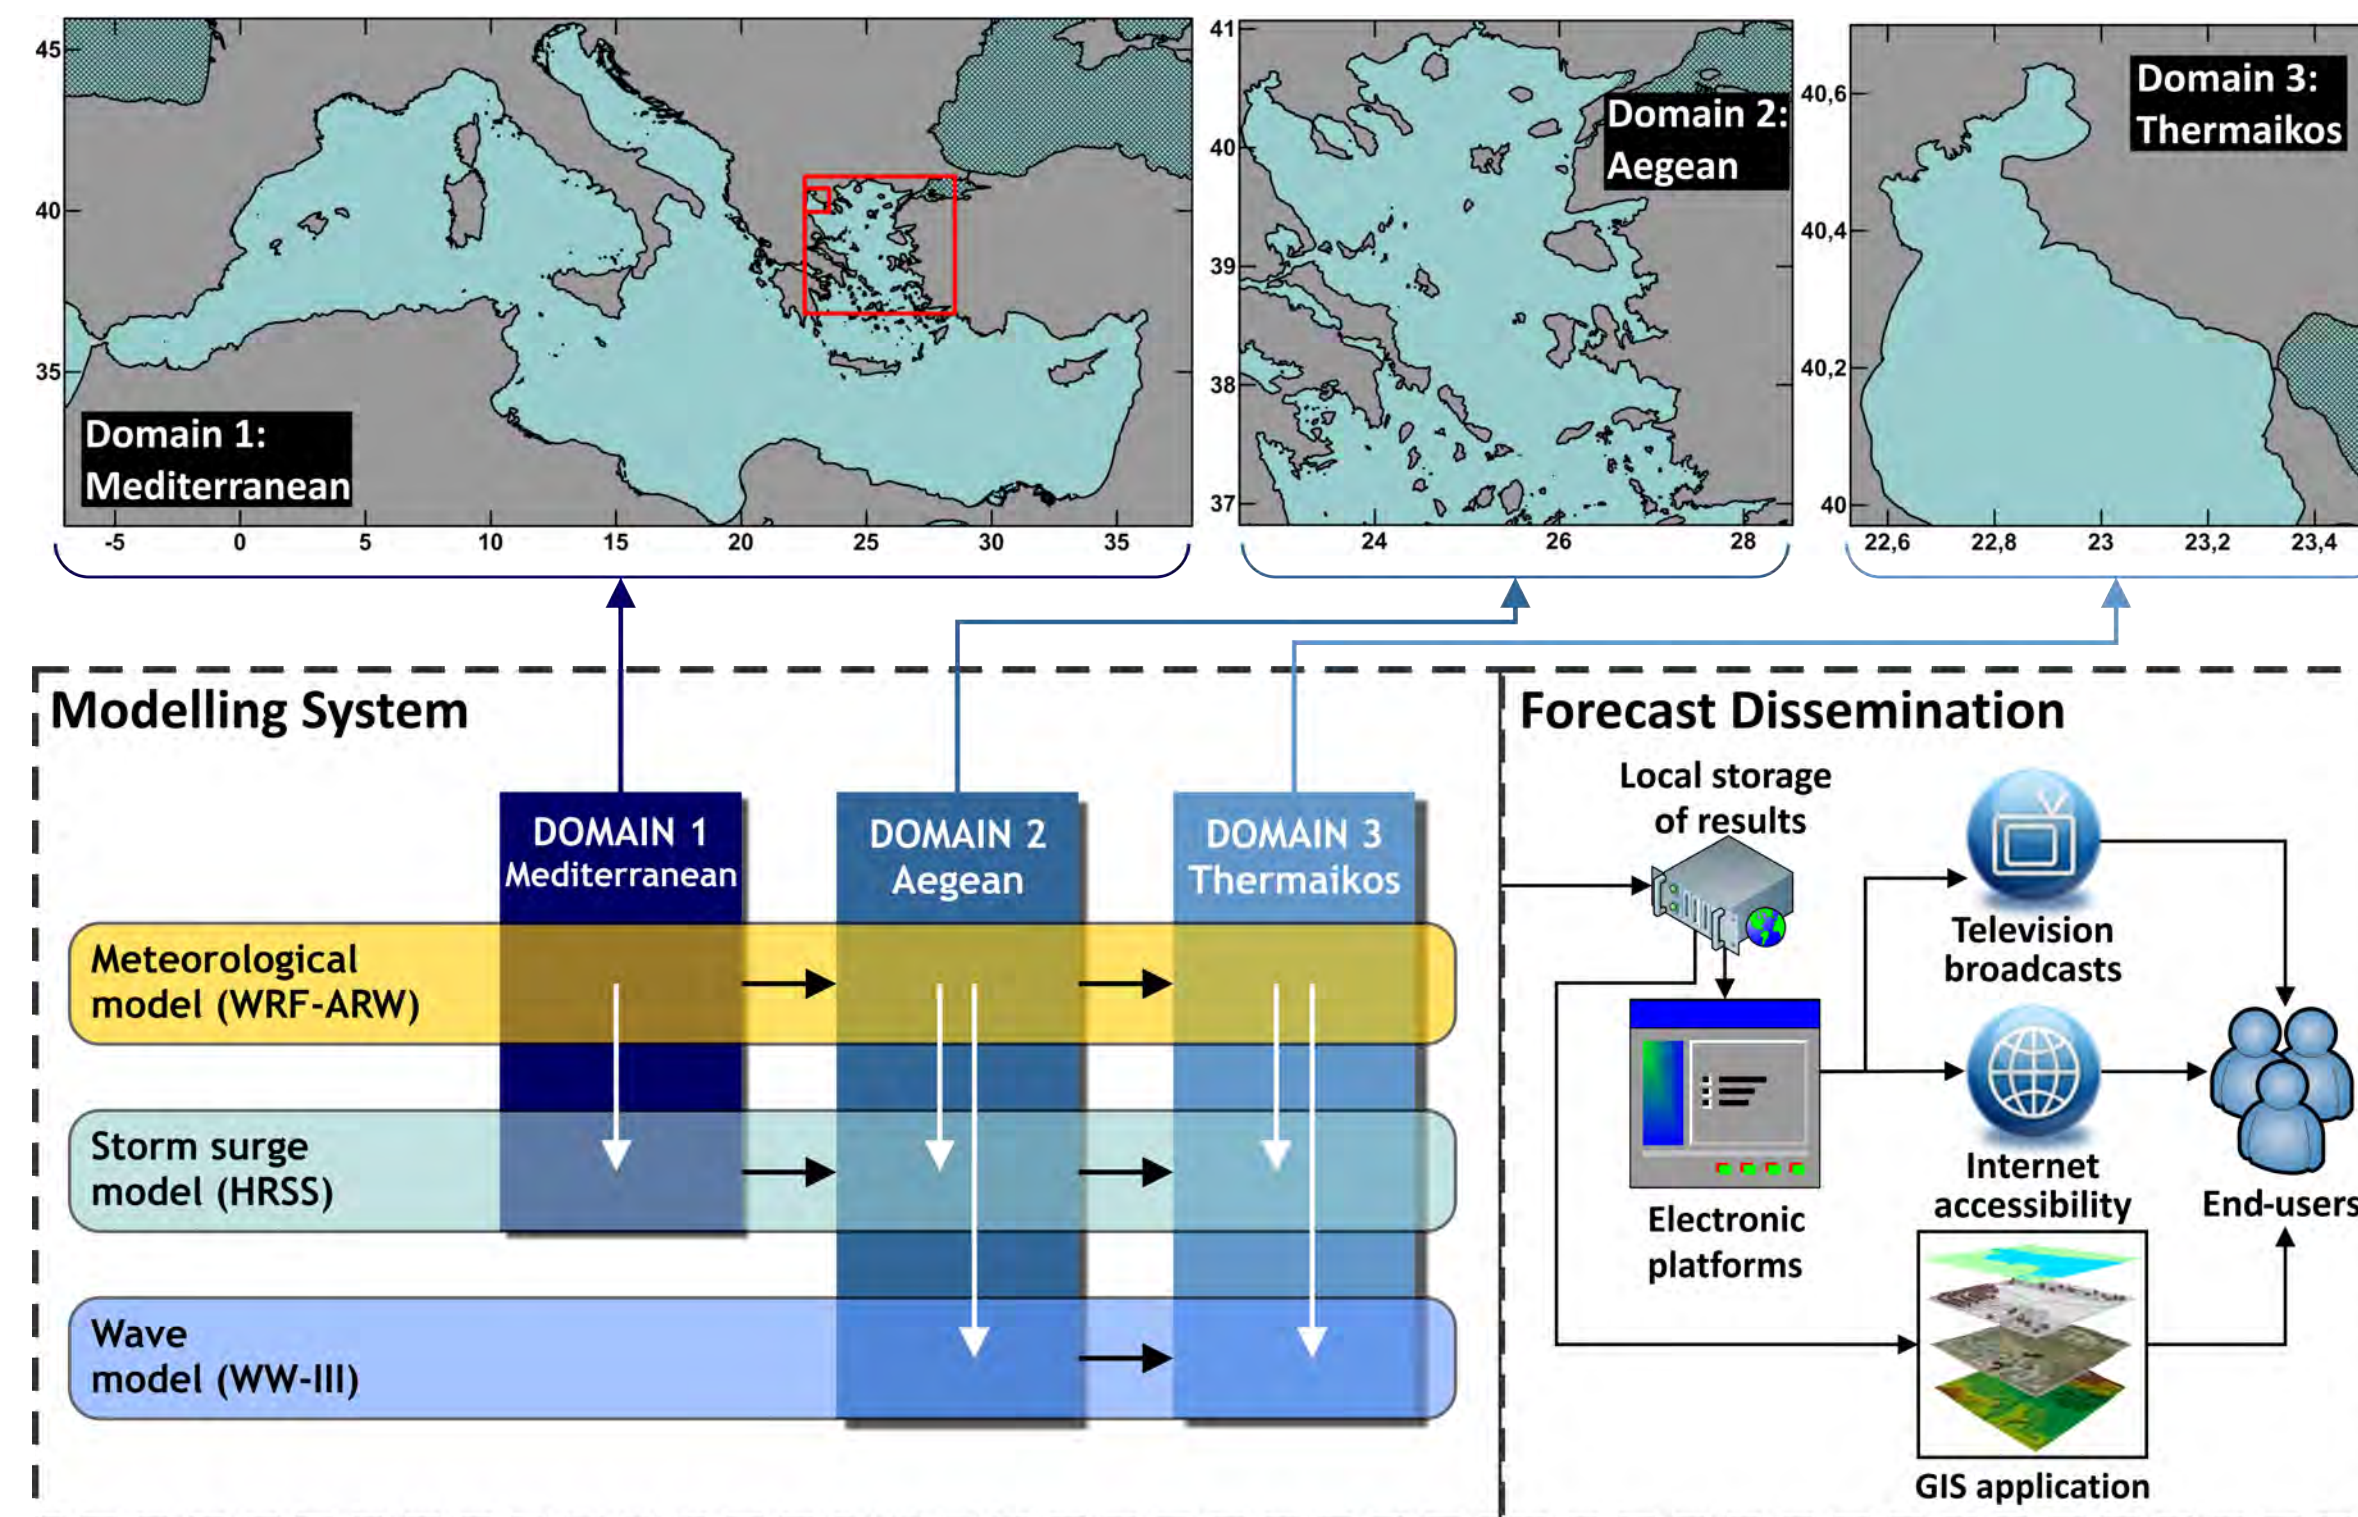 45
40
35
-5
0
5
10
15
20
25
30
35
Domain 1:
Mediterranean
41
40
39
38
37
24
26
28
Domain 2:
Aegean
40,6
40,4
40,2
40
22,6
22,8
23
23,2
23,4
Domain 3:
Thermaikos
Modelling System
DOMAIN 1
Mediterranean
DOMAIN 2
Aegean
DOMAIN 3
Thermaikos
Meteorological
model (WRF-ARW)
Storm surge
model (HRSS)
Wave
model (WW-III)
Forecast Dissemination
Local storage
of results
Television
broadcasts
Internet
accessibility
Electronic
platforms
End-users
GIS application